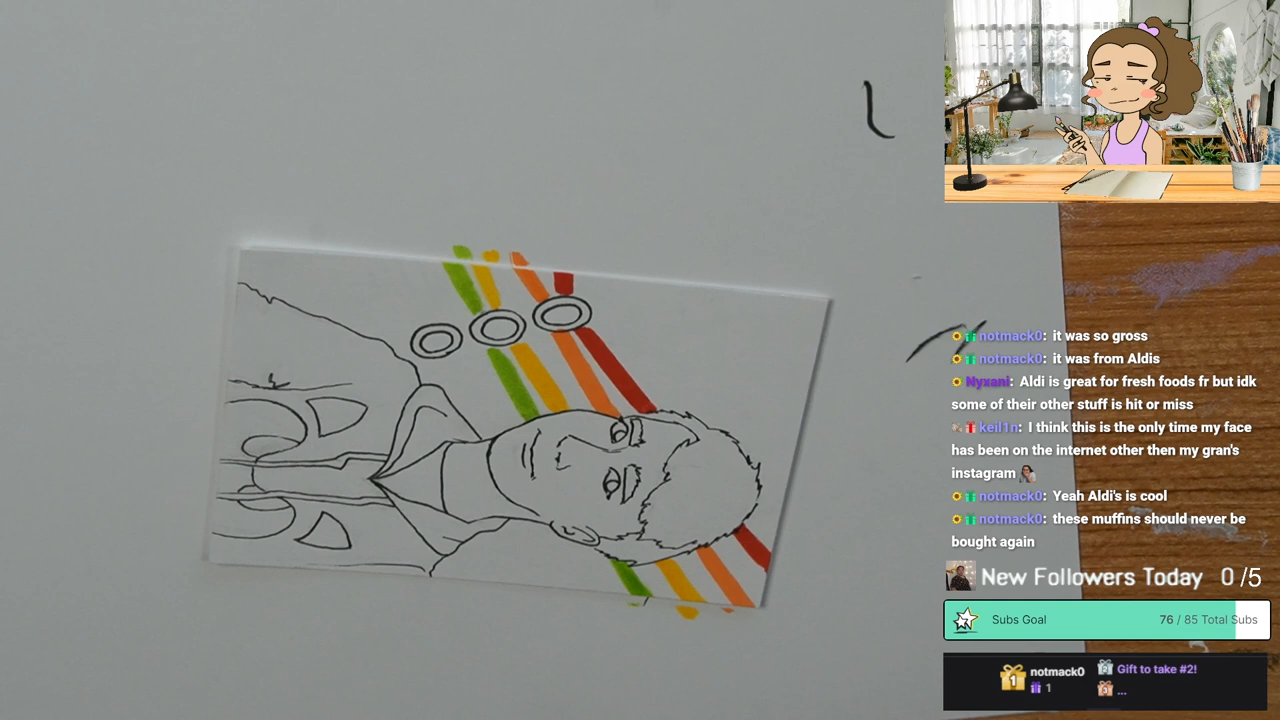 notmack0: it was so gross
notmack0: it was from Aldis
Nyxani: Aldi is great for fresh foods fr but idk
some of their other stuff is hit or miss
keil1n: I think this is the only time my face
has been on the internet other then my gran's
instagram
notmack0: Yeah Aldi's is cool
notmack0: these muffins should never be
bought again
New Followers Today 0 /5
Subs Goal 76 / 85 Total Subs
1 notmack0
1
Gift to take #2!
...